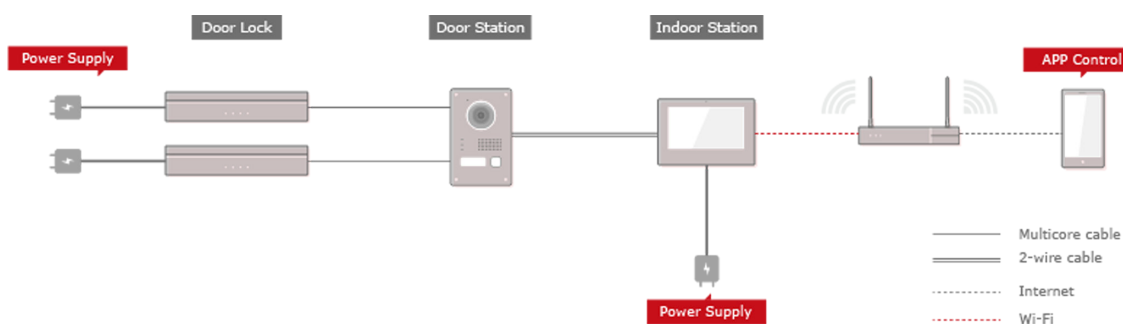 Door Lock
Door Station
Indoor Station
Power Supply
APP Control
Multicore cable
2-wire cable
Internet
Power Supply
Wi-Fi